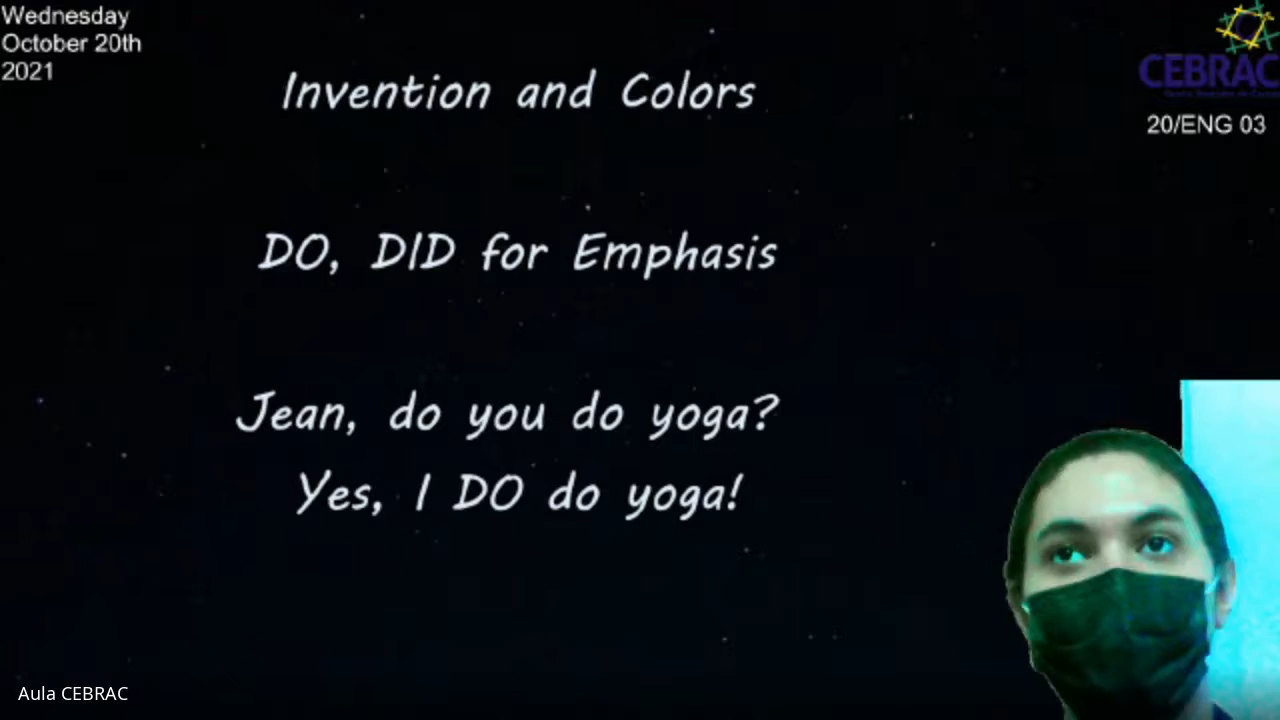 Wednesday
October 20th
2021
Invention and Colors
CEBRAC
20/ENG 03
DO, DID for Emphasis
Jean, do you do yoga?
Yes, I DO do yoga!
Aula CEBRAC